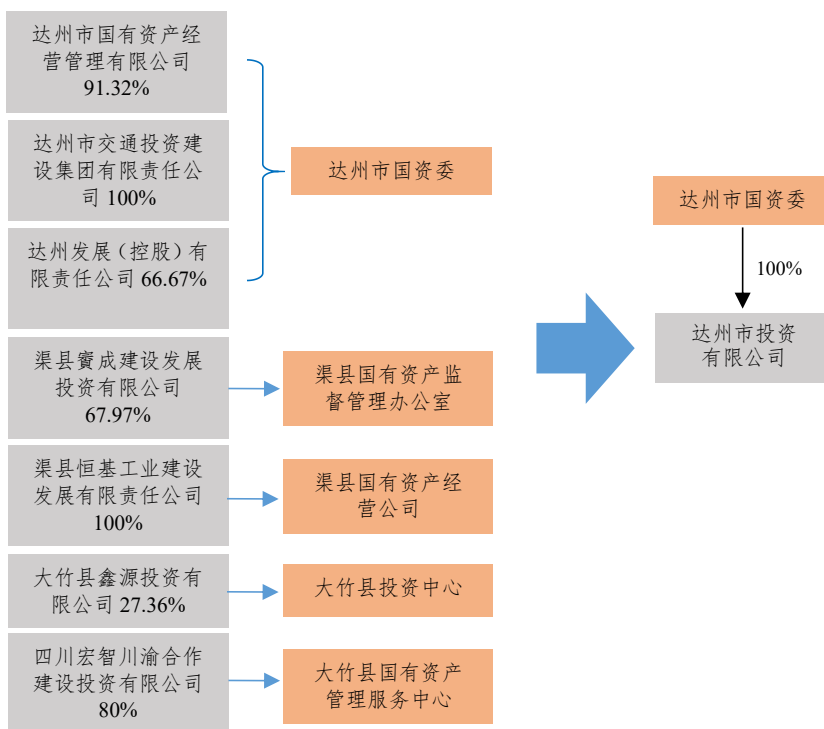 达州市国有资产经
营管理有限公司
91.32%
达州市交通投资建
设集团有限责任公
司 100%
达州发展（控股）有
限责任公司 66.67%
达州市国资委
渠县賨成建设发展
投资有限公司
67.97%
渠县国有资产监
督管理办公室
渠县恒基工业建设
发展有限责任公司
100%
渠县国有资产经
营公司
大竹县鑫源投资有
限公司 27.36%
大竹县投资中心
四川宏智川渝合作
建设投资有限公司
80%
大竹县国有资产
管理服务中心
达州市国资委
100%
达州市投资
有限公司